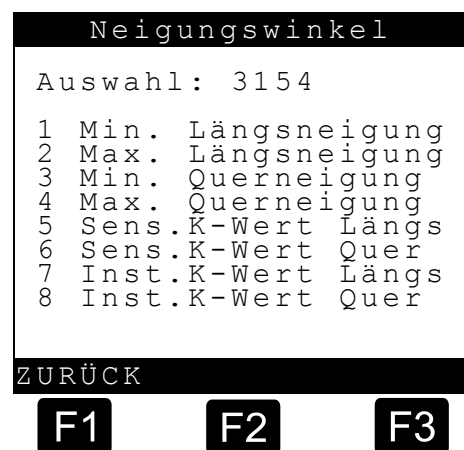 Neigungswinkel
Auswahl: 3154
1 Min. Längsneigung
2 Max. Längsneigung
3 Min. Querneigung
4 Max. Querneigung
5 Sens.K-Wert Längs
6 Sens.K-Wert Quer
7 Inst.K-Wert Längs
8 Inst.K-Wert Quer
ZURÜCK
F1 F2 F3